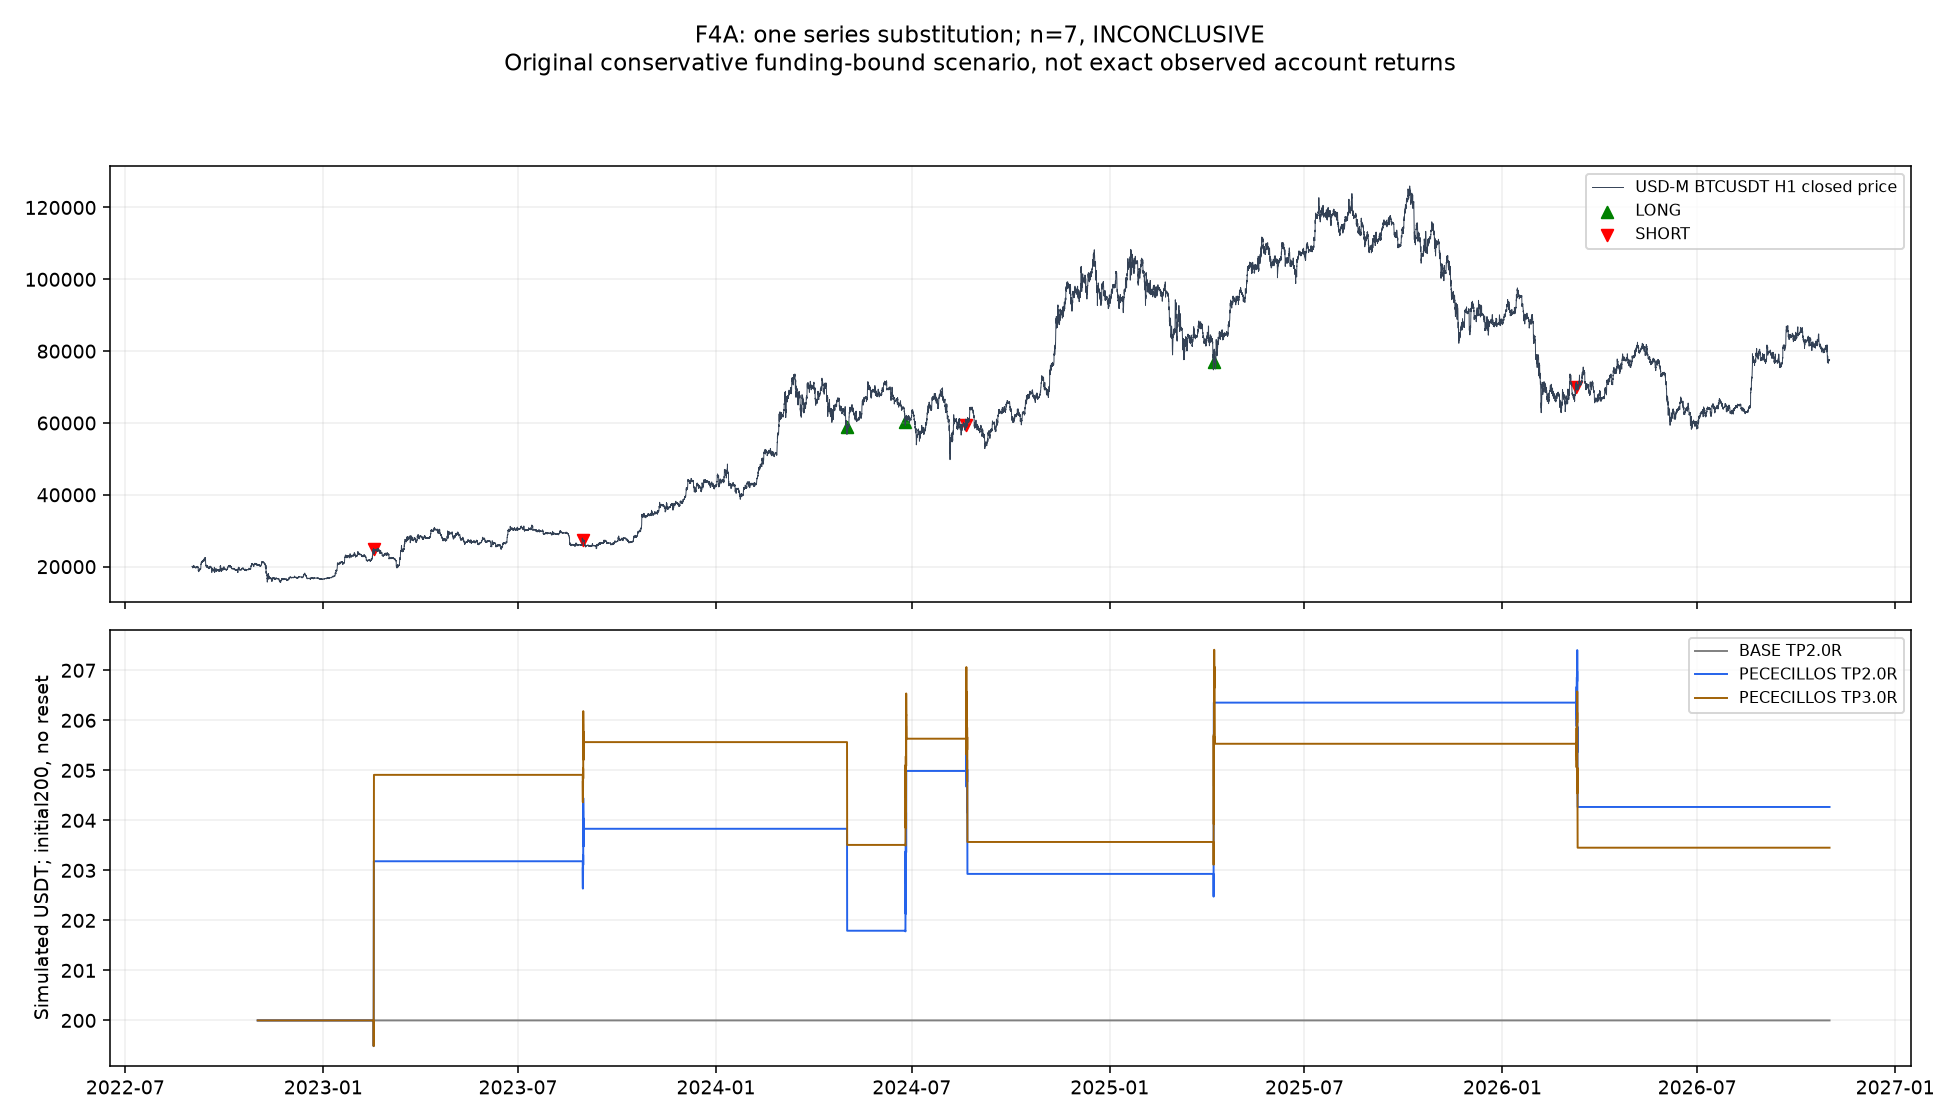 F4A: one series substitution; n=7, INCONCLUSIVE
Original conservative funding-bound scenario, not exact observed account returns
120000
100000
80000
60000
40000
20000
USD-M BTCUSDT H1 closed price
LONG
SHORT
Simulated USDT; initial200, no reset
207
206
205
204
203
202
201
200
BASE TP2.0R
PECECILLOS TP2.0R
PECECILLOS TP3.0R
2022-07
2023-01
2023-07
2024-01
2024-07
2025-01
2025-07
2026-01
2026-07
2027-01